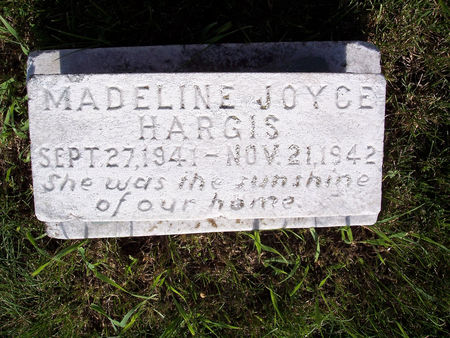 MADELINE JOYCE
HARGIS
SEPT. 27, 1941 - NOV. 21, 1942
She was the sunshine
of our home.